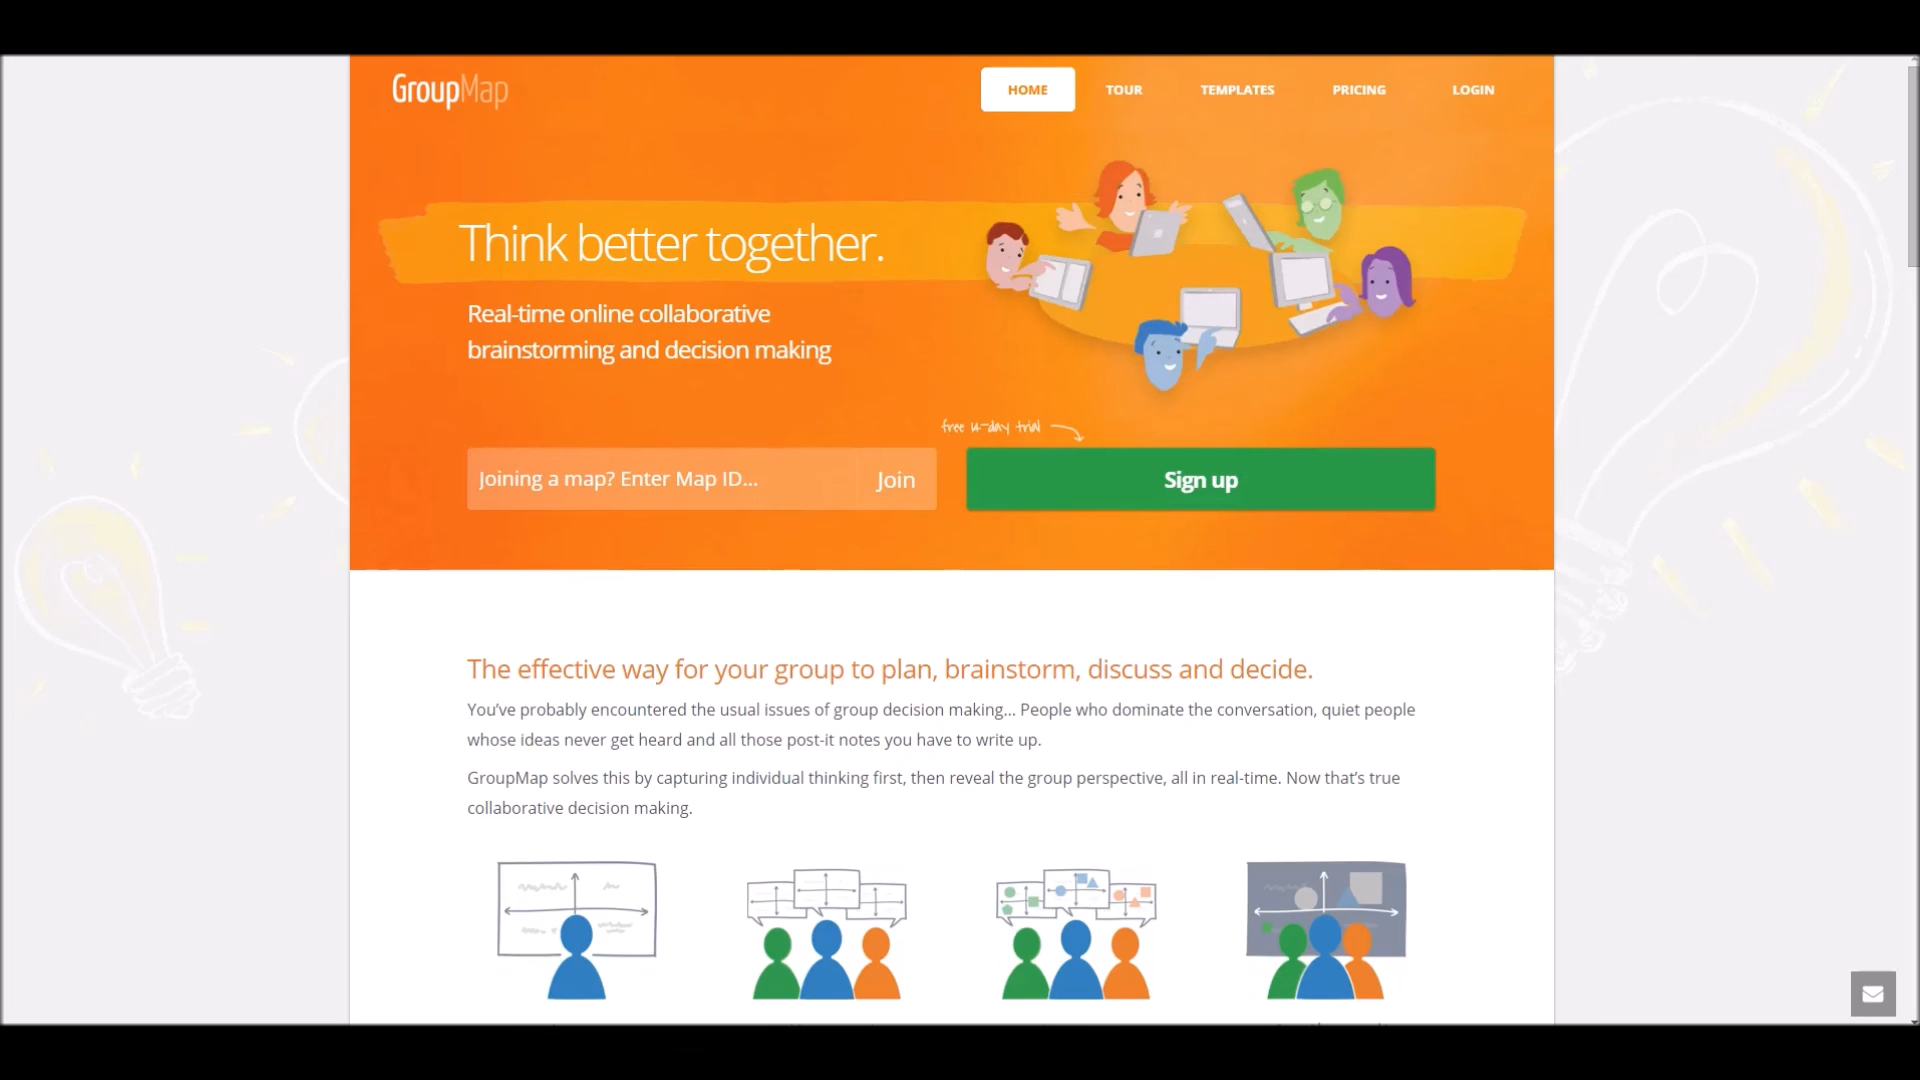 GroupMap
HOME
TOUR
TEMPLATES
PRICING
LOGIN
Think better together.
Real-time online collaborative
brainstorming and decision making
free 14-day trial
Joining a map? Enter Map ID...
Join
Sign up
The effective way for your group to plan, brainstorm, discuss and decide.
You’ve probably encountered the usual issues of group decision making... People who dominate the conversation, quiet people
whose ideas never get heard and all those post-it notes you have to write up.
GroupMap solves this by capturing individual thinking first, then reveal the group perspective, all in real-time. Now that’s true
collaborative decision making.